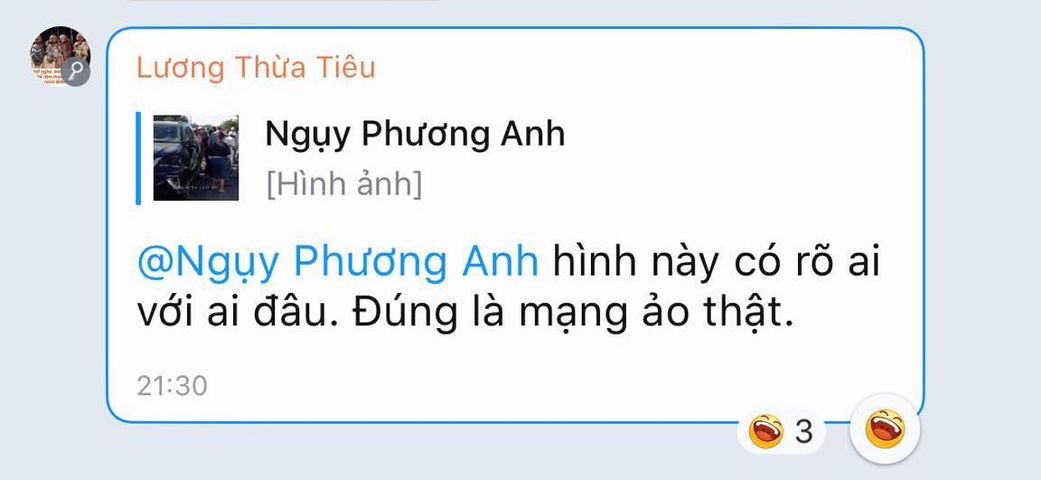 Lương Thừa Tiêu
Ngụy Phương Anh
[Hình ảnh]
@Ngụy Phương Anh hình này có rõ ai
với ai đâu. Đúng là mạng ảo thật.
21:30
3